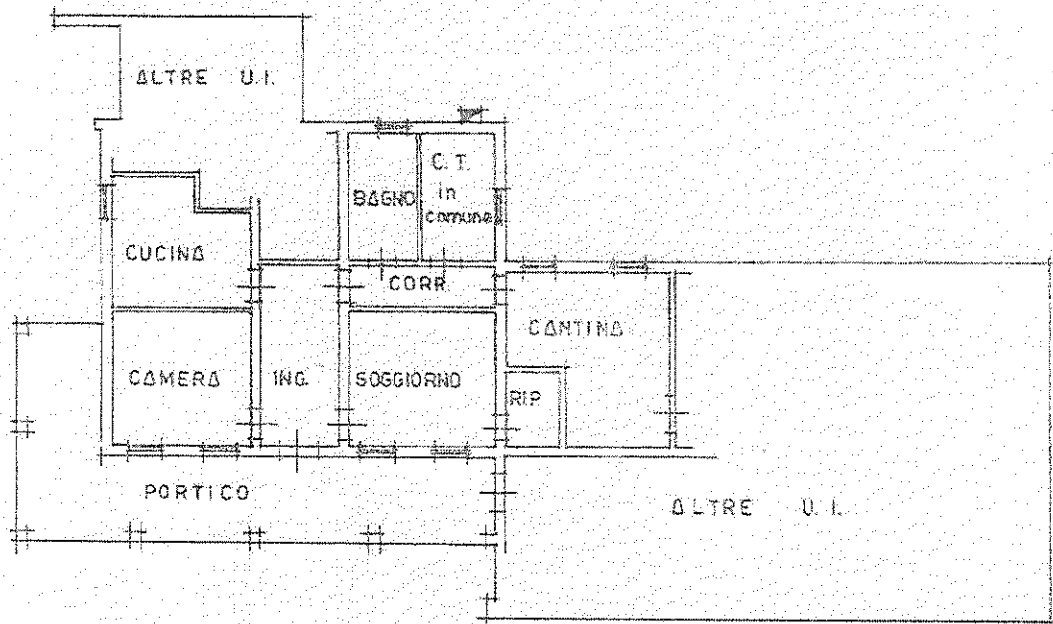 ALTRE U.I.
C.T.
in
comune
BAGNO
CUCINA
CORR.
CANTINA
CAMERA
ING.
SOGGIORNO
RIP.
PORTICO
ALTRE U.I.